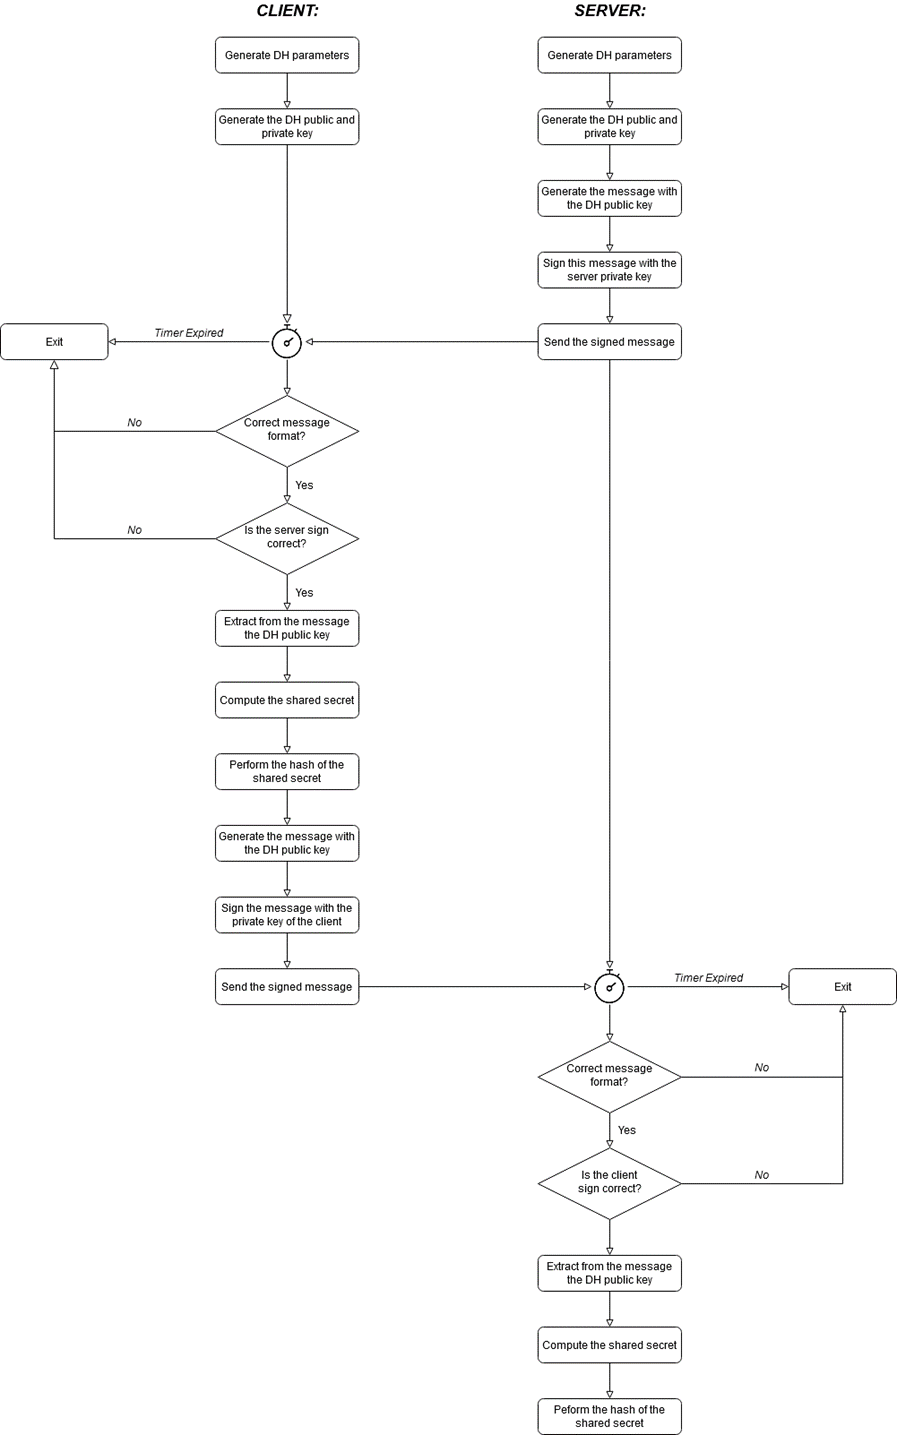 CLIENT:
SERVER:
Generate DH parameters
Generate DH parameters
Generate the DH public and
private key
Generate the DH public and
private key
Generate the message with
the DH public key
Sign this message with the
server private key
Exit
Timer Expired
Send the signed message
Correct message
format?
No
Yes
Is the server sign
correct?
No
Yes
Extract from the message
the DH public key
Compute the shared secret
Perform the hash of the
shared secret
Generate the message with
the DH public key
Sign the message with the
private key of the client
Send the signed message
Timer Expired
Exit
Correct message
format?
No
Yes
Is the client
sign correct?
No
Extract from the message
the DH public key
Compute the shared secret
Peform the hash of the
shared secret